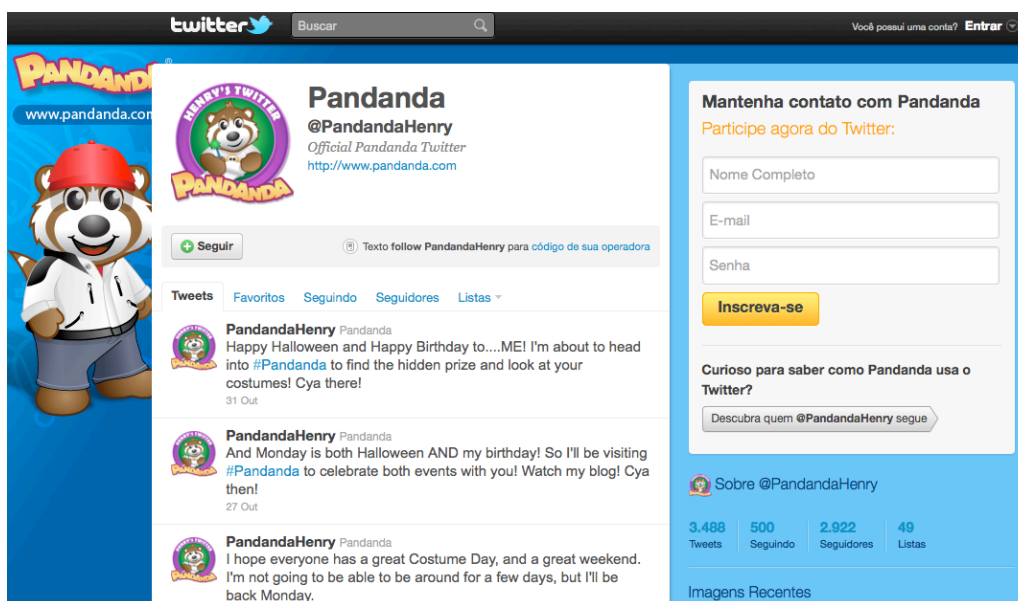 twitter
Buscar
Você possui uma conta? Entrar
PANDANDA
®
www.pandanda.com
HENRY'S TWITTER
PANDANDA
Pandanda
@PandandaHenry
Official Pandanda Twitter
http://www.pandanda.com
Seguir
Texto follow PandandaHenry para código de sua operadora
Tweets Favoritos Seguindo Seguidores Listas
PandandaHenry Pandanda
Happy Halloween and Happy Birthday to....ME! I'm about to head
into #Pandanda to find the hidden prize and look at your
costumes! Cya there!
31 Out
PandandaHenry Pandanda
And Monday is both Halloween AND my birthday! So I'll be visiting
#Pandanda to celebrate both events with you! Watch my blog! Cya
then!
27 Out
PandandaHenry Pandanda
I hope everyone has a great Costume Day, and a great weekend.
I'm not going to be able to be around for a few days, but I'll be
back Monday.
Mantenha contato com Pandanda
Participe agora do Twitter:
Nome Completo
E-mail
Senha
Inscreva-se
Curioso para saber como Pandanda usa o
Twitter?
Descubra quem @PandandaHenry segue
Sobre @PandandaHenry
3.488 500 2.922 49
Tweets Seguindo Seguidores Listas
Imagens Recentes